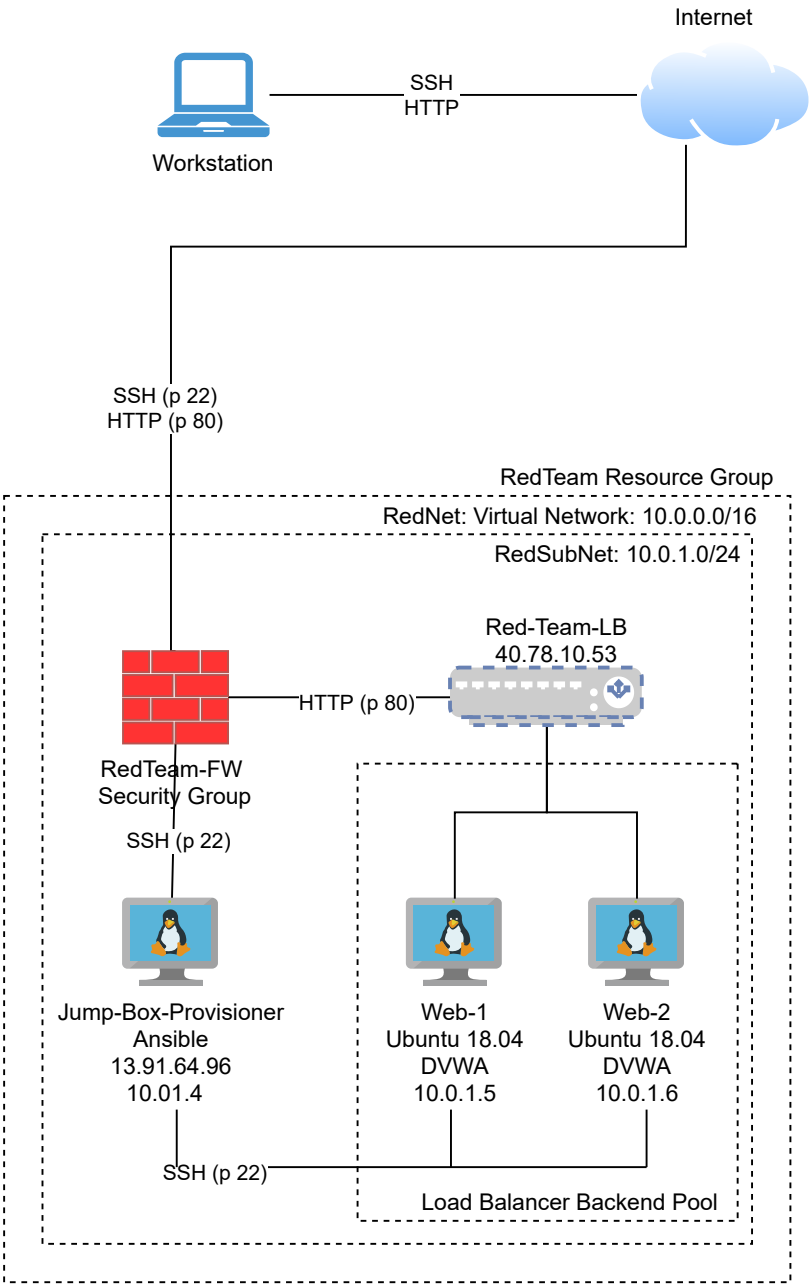 Internet
SSH
HTTP
Workstation
SSH (p 22)
HTTP (p 80)
RedTeam Resource Group
RedNet: Virtual Network: 10.0.0.0/16
RedSubNet: 10.0.1.0/24
Red-Team-LB
40.78.10.53
HTTP (p 80)
RedTeam-FW
Security Group
SSH (p 22)
Jump-Box-Provisioner
Ansible
13.91.64.96
10.01.4
Web-1
Ubuntu 18.04
DVWA
10.0.1.5
Web-2
Ubuntu 18.04
DVWA
10.0.1.6
SSH (p 22)
Load Balancer Backend Pool